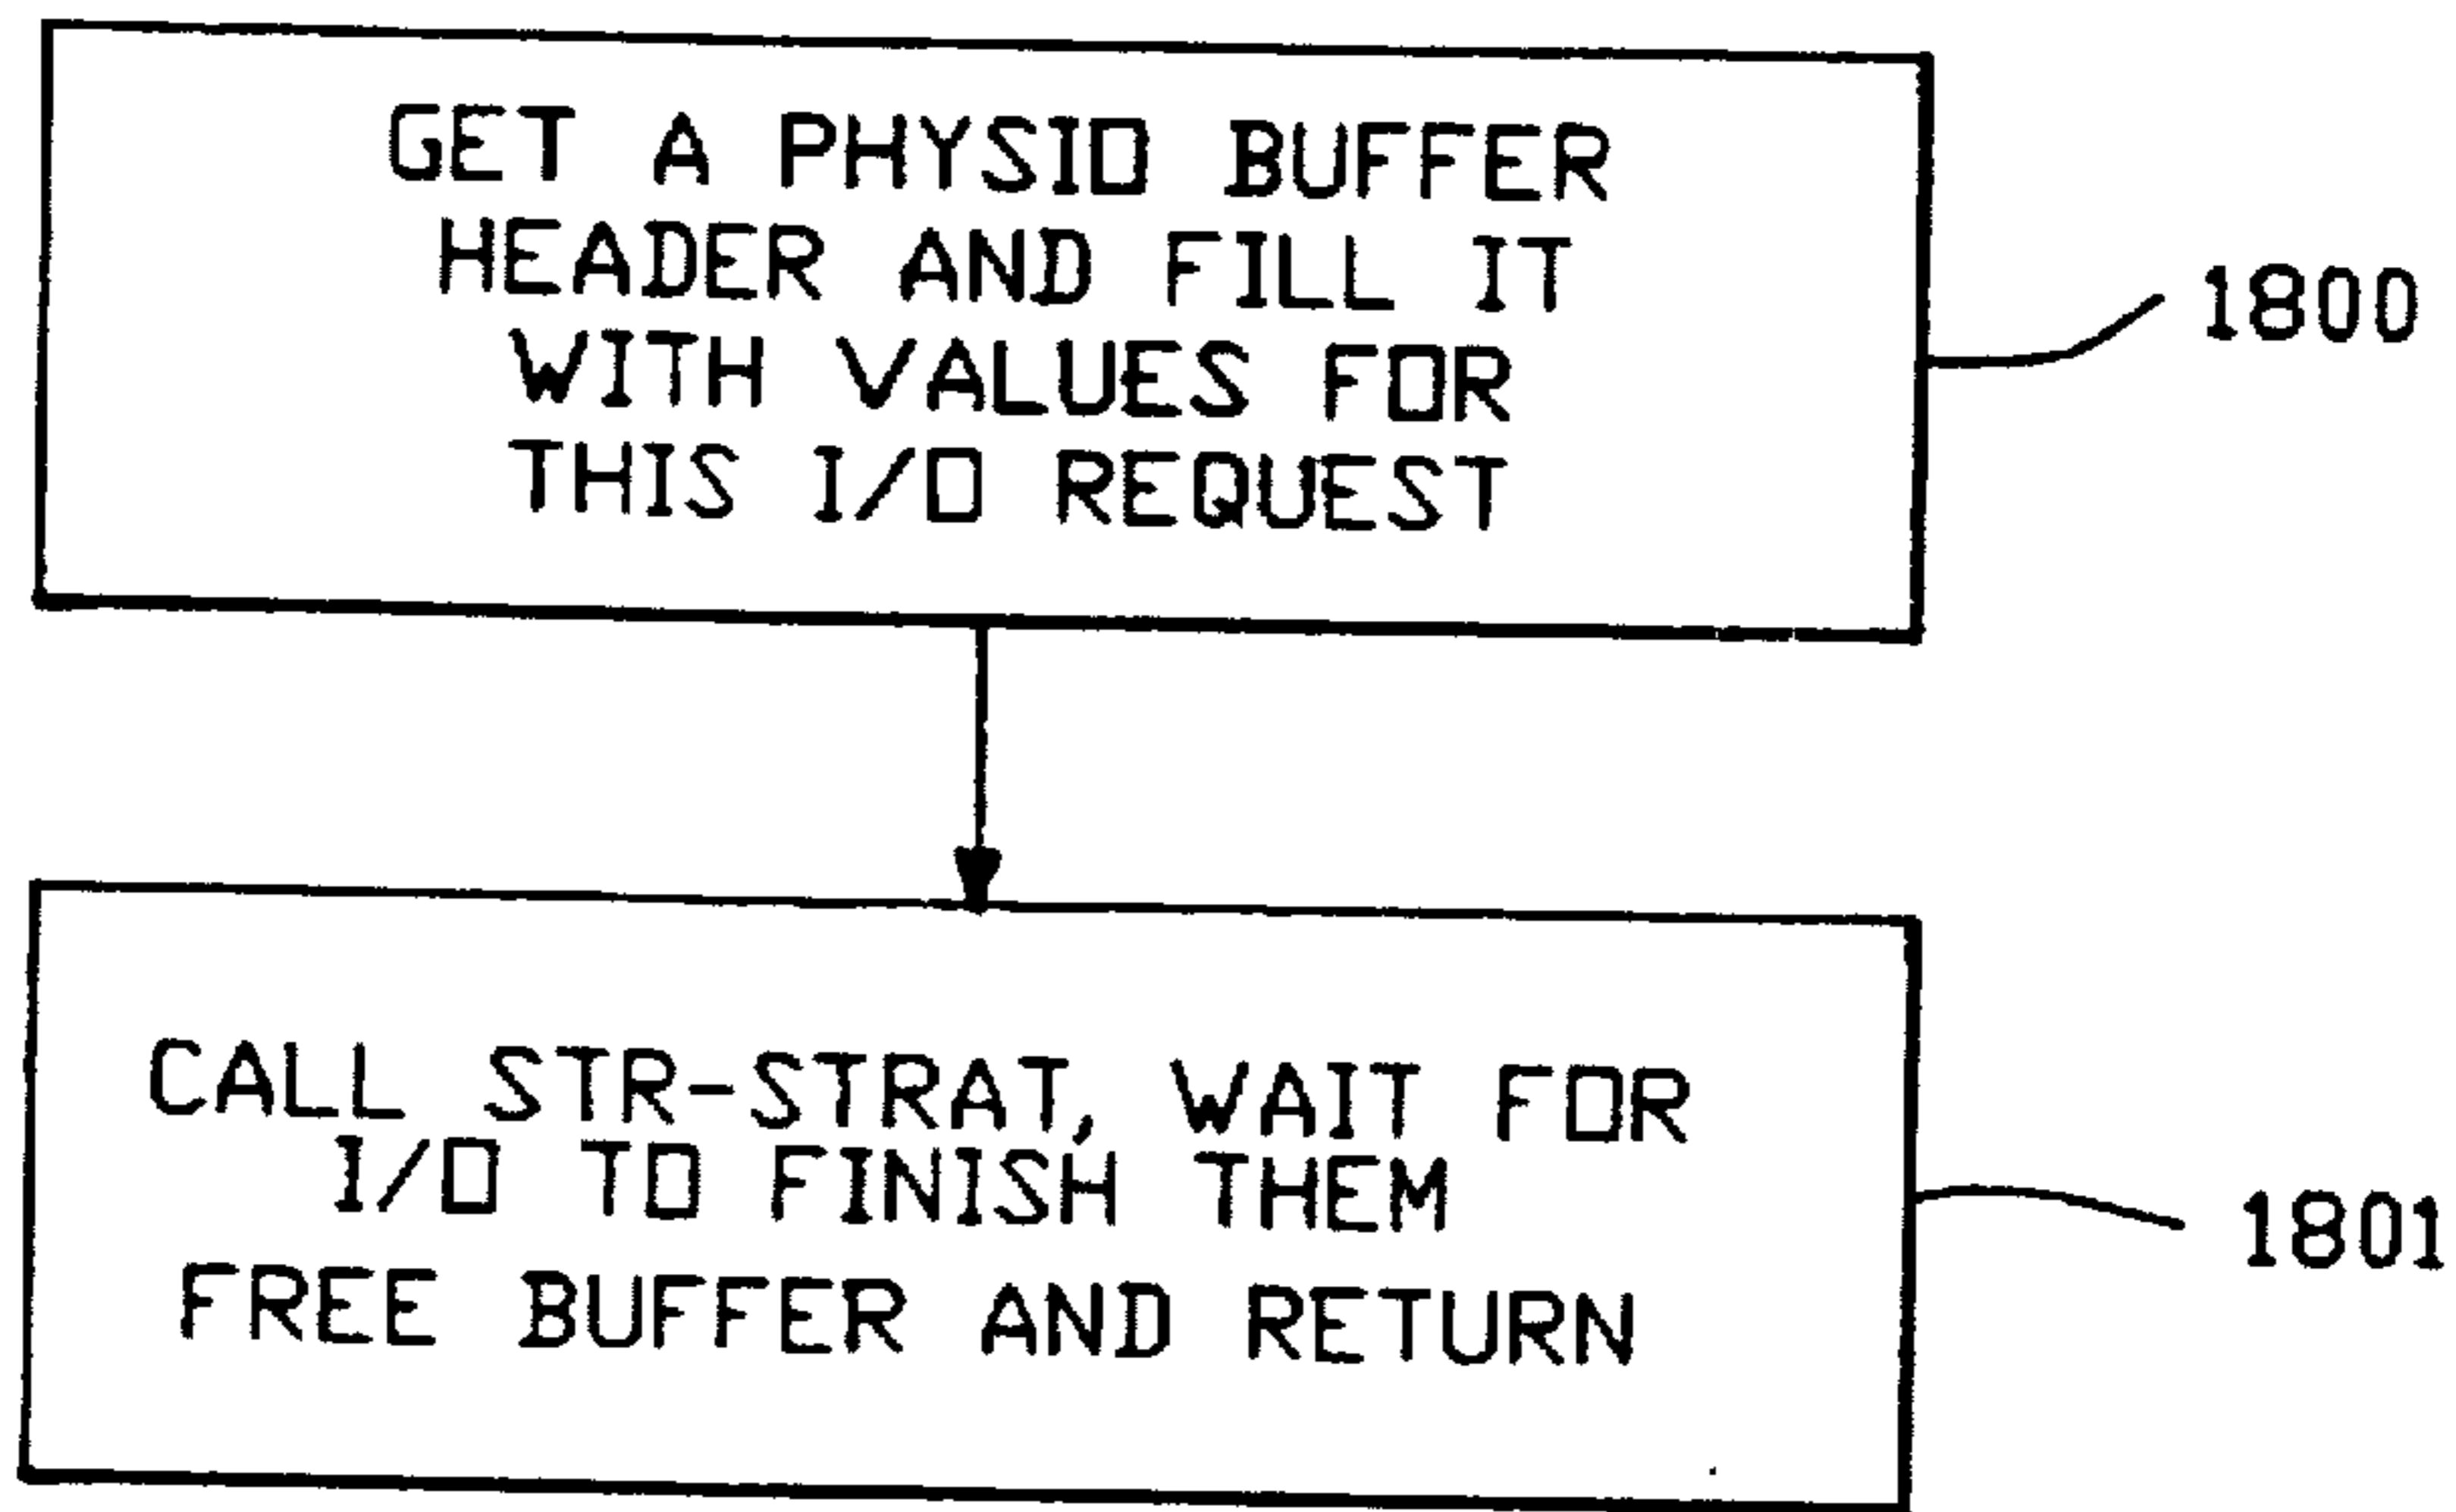 GET A PHYSIO BUFFER
HEADER AND FILL IT
WITH VALUES FOR
THIS I/O REQUEST
1800
CALL STR-STRAT, WAIT FOR
I/O TO FINISH THEM
FREE BUFFER AND RETURN
1801